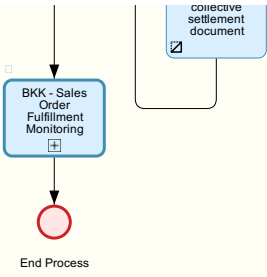 collective
settlement
document
BKK - Sales
Order
Fulfillment
Monitoring
End Process